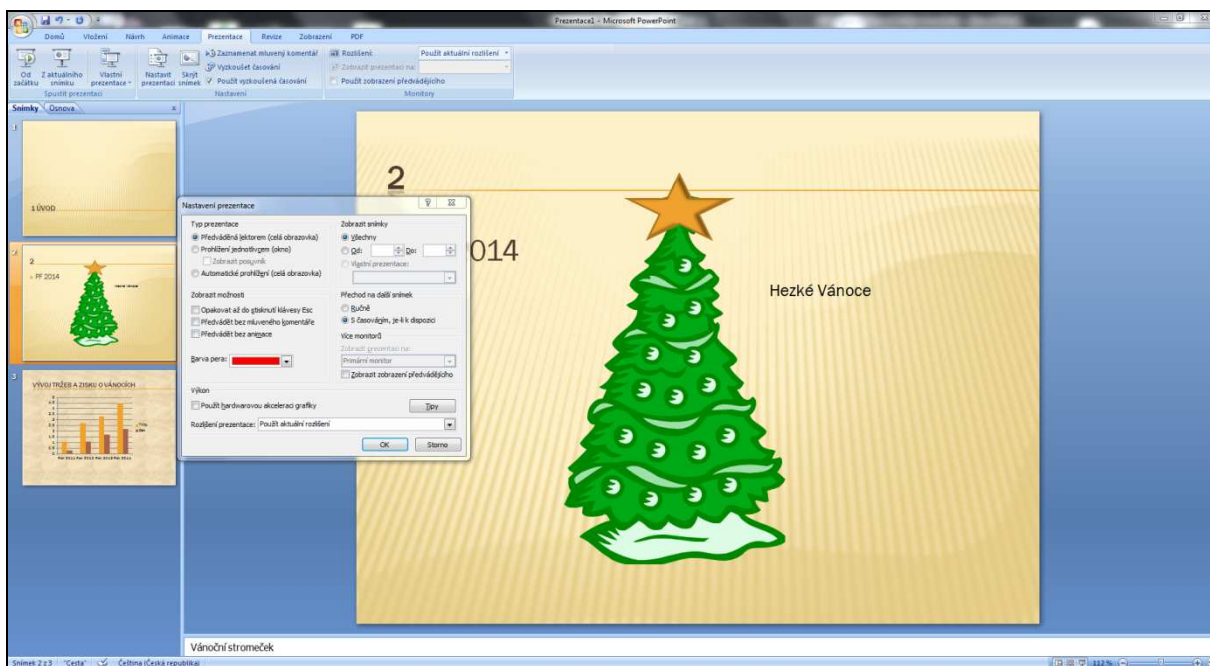 Prezentace1 - Microsoft PowerPoint
Domů Vložení Návrh Animace Prezentace Revize Zobrazení PDF
Od začátku
Z aktuálního snímku
Vlastní prezentace
Spustit prezentaci
Nastavit prezentaci
Skrýt snímek
Zaznamenat mluvený komentář
Vyzkoušet časování
Použít vyzkoušená časování
Nastavení
Rozlišení: Použít aktuální rozlišení
Zobrazit prezentaci na:
Použít zobrazení předvádějícího
Monitory
Snímky Osnova x
1
1 ÚVOD
2
2
PF 2014
Hezké Vánoce
3
VÝVOJ TRŽEB A ZISKU O VÁNOCÍCH
Nastavení prezentace
Typ prezentace
Předváděná lektorem (celá obrazovka)
Prohlížení jednotlivcem (okno)
Zobrazit posuvník
Automatické prohlížení (celá obrazovka)
Zobrazit snímky
Všechny
Od: Do:
Vlastní prezentace:
Zobrazit možnosti
Opakovat až do stisknutí klávesy Esc
Předvádět bez mluveného komentáře
Předvádět bez animace
Barva pera:
Přechod na další snímek
Ručně
S časováním, je-li k dispozici
Více monitorů
Zobrazit prezentaci na:
Primární monitor
Zobrazit zobrazení předvádějícího
Výkon
Použít hardwarovou akceleraci grafiky
Tipy
Rozlišení prezentace: Použít aktuální rozlišení
OK Storno
2
014
Hezké Vánoce
Vánoční stromeček
Snímek 2 z 3 "Cesta" Čeština (Česká republika) 112 %